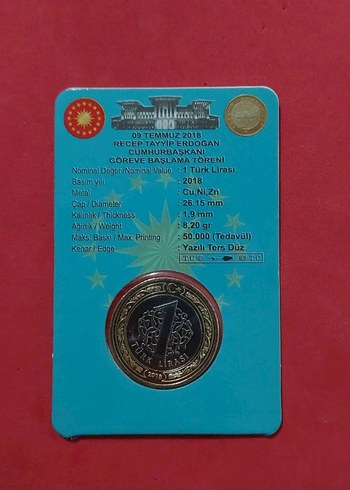 09 TEMMUZ 2018
RECEP TAYYİP ERDOĞAN
CUMHURBAŞKANI
GÖREVE BAŞLAMA TÖRENİ
Nominal Değer /Nominal Value : 1 Türk Lirası
Basım yılı : 2018
Metal : Cu,Ni,Zn
Çap / Diameter : 26.15 mm
Kalınlık / Thickness : 1,9 mm
Ağırlık / Weight : 8,20 gr
Maks. Baskı / Max. Printing : 50.000 (Tedavül)
Kenar / Edge : Yazılı Ters Düz
1
TÜRK LİRASI
2018